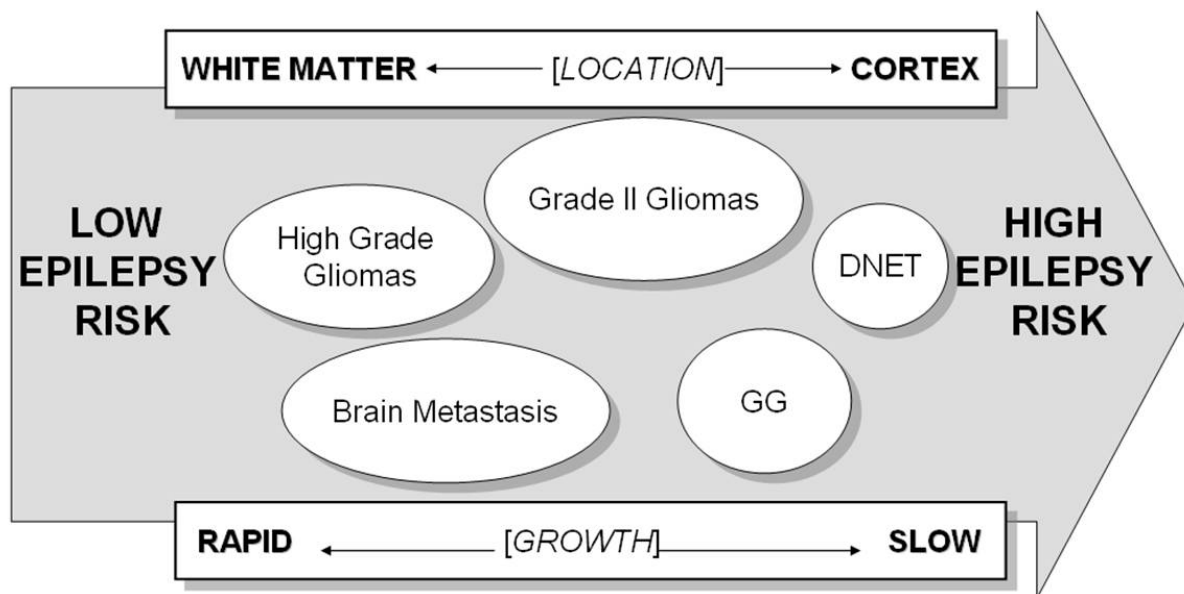 WHITE MATTER [LOCATION] CORTEX
LOW
EPILEPSY
RISK
High Grade
Gliomas
Grade II Gliomas
DNET
HIGH
EPILEPSY
RISK
Brain Metastasis
GG
RAPID [GROWTH] SLOW